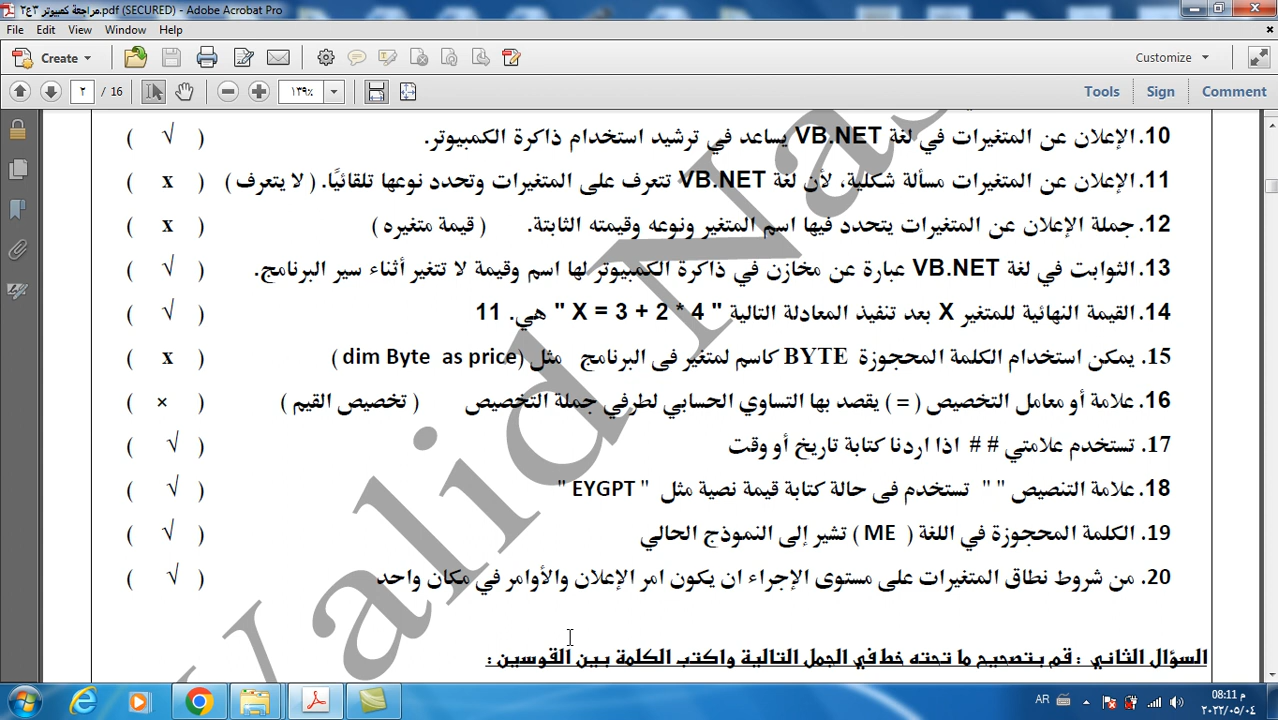 مراجعة كمبيوتر ٣ع٢.pdf (SECURED) - Adobe Acrobat Pro
File Edit View Window Help
Create Customize
٢ / 16 ١٣٩٪ Tools Sign Comment
10. الإعلان عن المتغيرات في لغة VB.NET يساعد في ترشيد استخدام ذاكرة الكمبيوتر. ( √ )
11. الإعلان عن المتغيرات مسألة شكلية، لأن لغة VB.NET تتعرف على المتغيرات وتحدد نوعها تلقائيًا. ( لا يتعرف ) ( x )
12. جملة الإعلان عن المتغيرات يتحدد فيها اسم المتغير ونوعه وقيمته الثابتة. ( قيمة متغيره ) ( x )
13. الثوابت في لغة VB.NET عبارة عن مخازن في ذاكرة الكمبيوتر لها اسم وقيمة لا تتغير أثناء سير البرنامج. ( √ )
14. القيمة النهائية للمتغير X بعد تنفيذ المعادلة التالية " X = 3 + 2 * 4 " هي. 11 ( √ )
15. يمكن استخدام الكلمة المحجوزة BYTE كاسم لمتغير فى البرنامج مثل (dim Byte as price ) ( x )
16. علامة أو معامل التخصيص ( = ) يقصد بها التساوي الحسابي لطرفي جملة التخصيص ( تخصيص القيم ) ( × )
17. تستخدم علامتي # # اذا اردنا كتابة تاريخ أو وقت ( √ )
18. علامة التنصيص " " تستخدم فى حالة كتابة قيمة نصية مثل " EYGPT " ( √ )
19. الكلمة المحجوزة في اللغة ( ME ) تشير إلى النموذج الحالي ( √ )
20. من شروط نطاق المتغيرات على مستوى الإجراء ان يكون امر الإعلان والأوامر في مكان واحد ( √ )
السؤال الثاني : قم بتصحيح ما تحته خط في الجمل التالية واكتب الكلمة بين القوسين :
Walid Nas
AR 08:11 م
٢٠٢٢/٠٥/٠٤